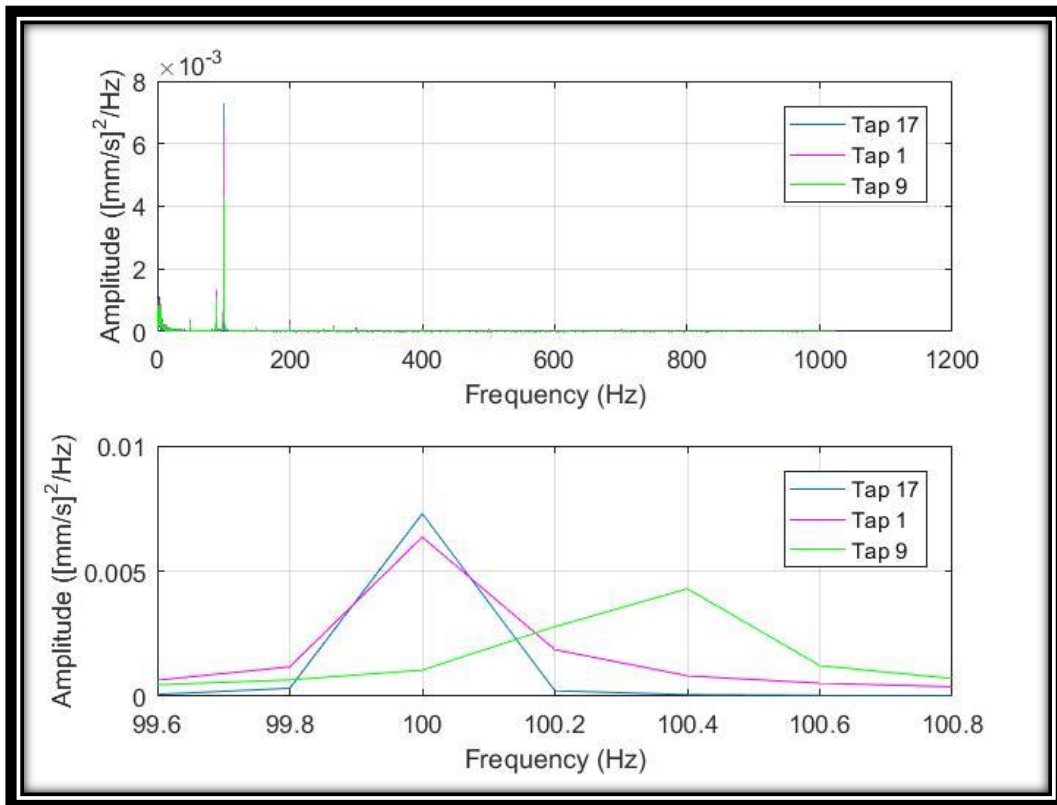 × 10^-3
Amplitude ([mm/s]^2/Hz)
8
6
4
2
0
0 200 400 600 800 1000 1200
Frequency (Hz)
Tap 17
Tap 1
Tap 9
Amplitude ([mm/s]^2/Hz)
0.01
0.005
0
99.6 99.8 100 100.2 100.4 100.6 100.8
Frequency (Hz)
Tap 17
Tap 1
Tap 9